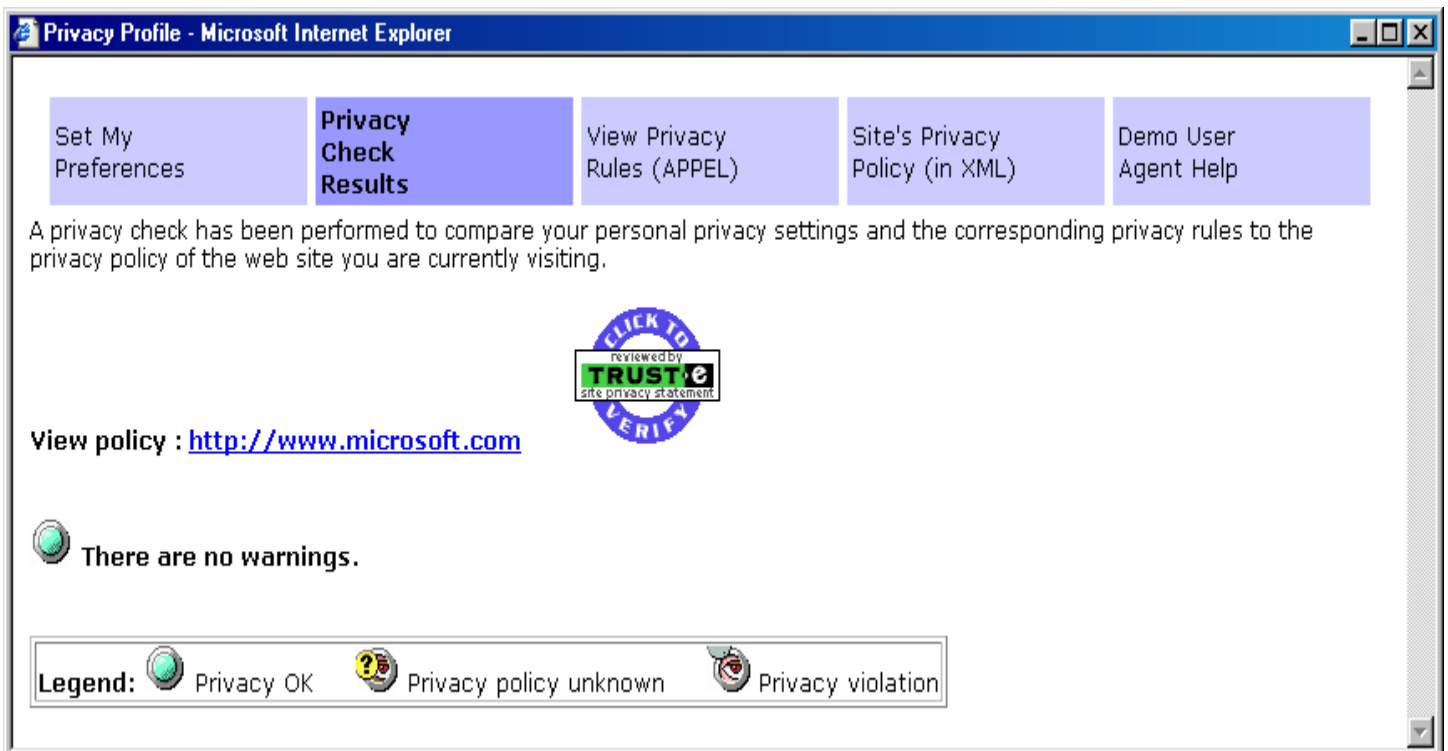 Privacy Profile - Microsoft Internet Explorer
Set My
Preferences
Privacy
Check
Results
View Privacy
Rules (APPEL)
Site's Privacy
Policy (in XML)
Demo User
Agent Help
A privacy check has been performed to compare your personal privacy settings and the corresponding privacy rules to the
privacy policy of the web site you are currently visiting.
CLICK TO
reviewed by
TRUST e
site privacy statement
VERIFY
View policy : http://www.microsoft.com
There are no warnings.
Legend: Privacy OK ? Privacy policy unknown Privacy violation